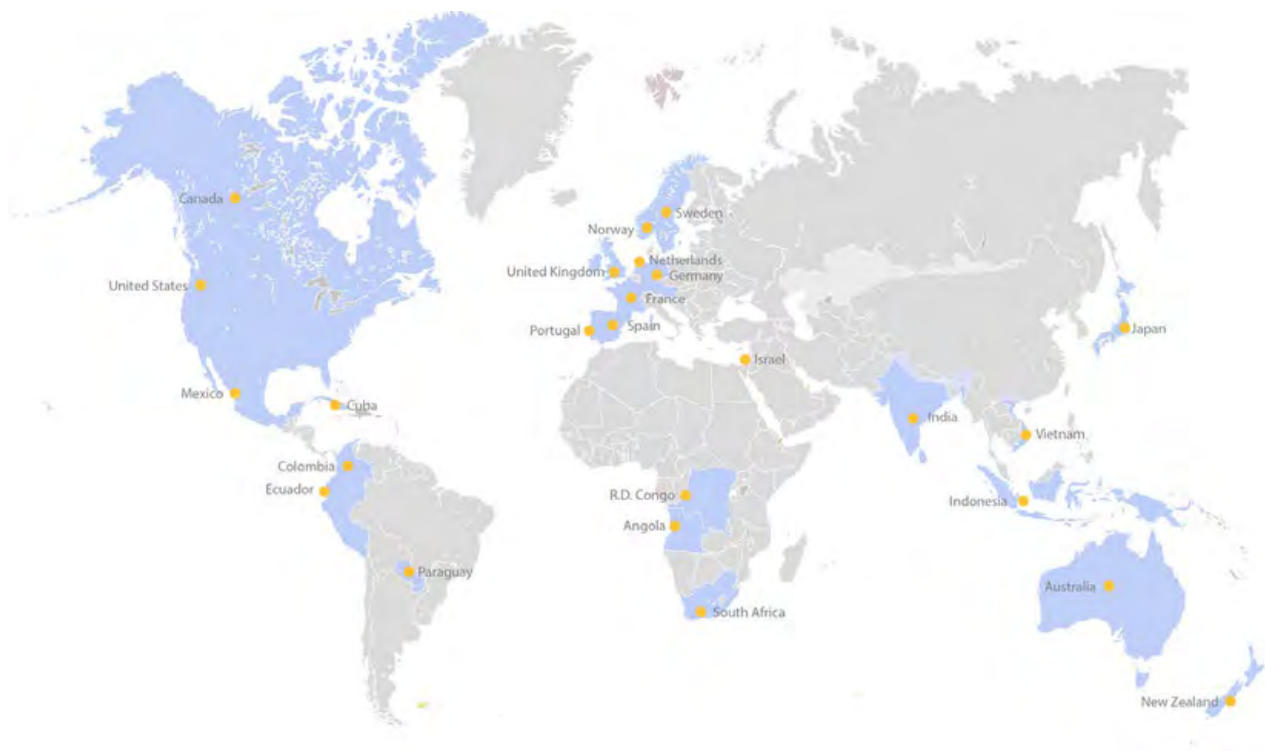 Canada
Sweden
Norway
Netherlands
United Kingdom
Germany
United States
France
Spain
Portugal
Japan
Israel
Mexico
Cuba
India
Vietnam
Colombia
Ecuador
R.D. Congo
Indonesia
Angola
Paraguay
Australia
South Africa
New Zealand